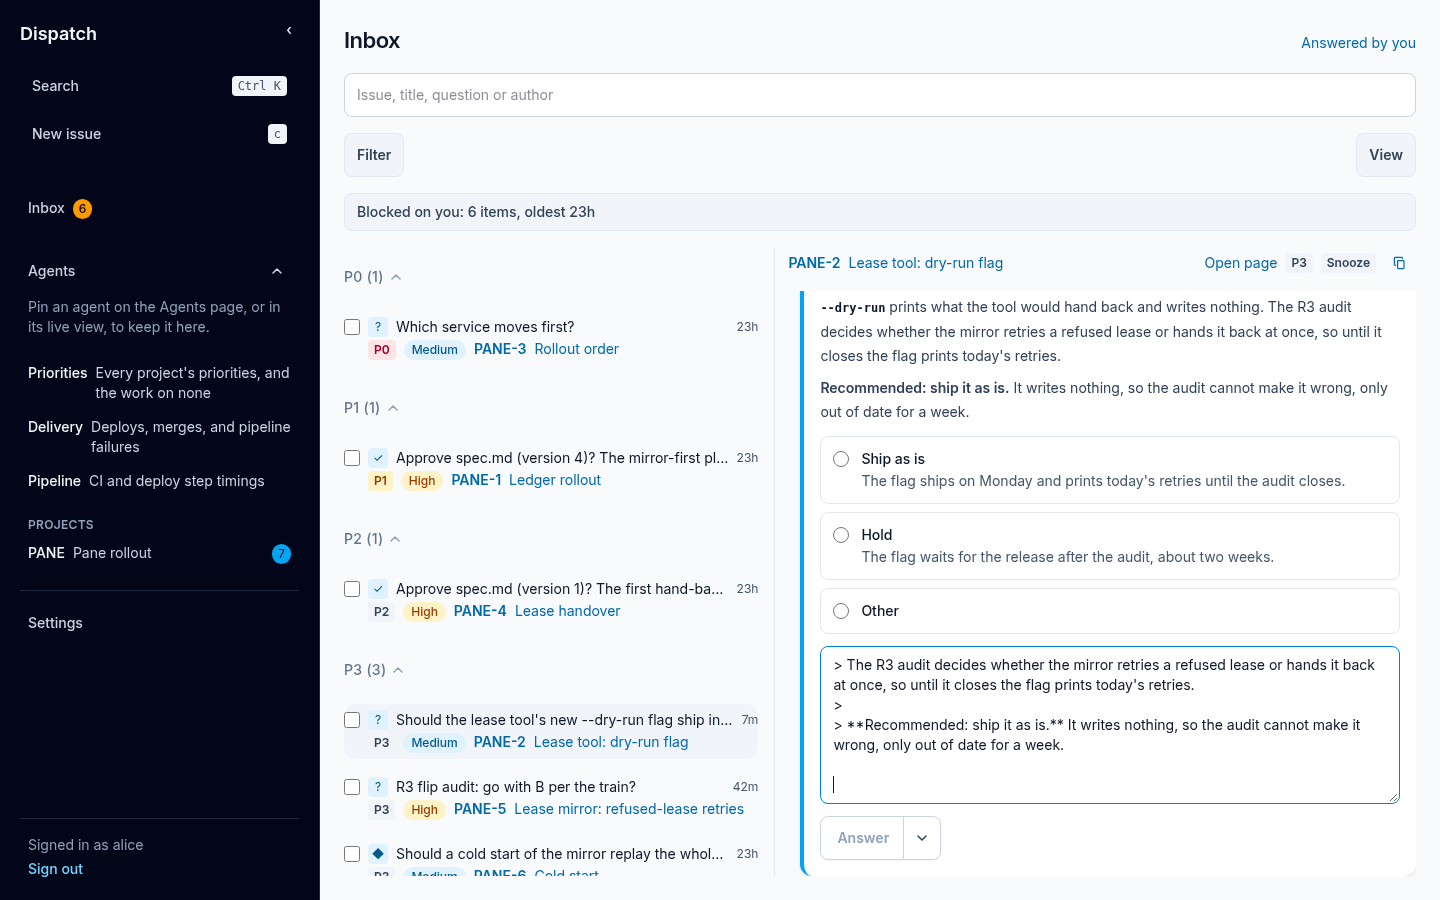 Dispatch
Search
Ctrl K
New issue
c
Inbox 6
Agents
Pin an agent on the Agents page, or in
its live view, to keep it here.
Priorities Every project's priorities, and
the work on none
Delivery Deploys, merges, and pipeline
failures
Pipeline CI and deploy step timings
PROJECTS
PANE Pane rollout 7
Settings
Signed in as alice
Sign out
Inbox
Answered by you
Issue, title, question or author
Filter
View
Blocked on you: 6 items, oldest 23h
P0 (1)
? Which service moves first? 23h
P0 Medium PANE-3 Rollout order
P1 (1)
Approve spec.md (version 4)? The mirror-first pl... 23h
P1 High PANE-1 Ledger rollout
P2 (1)
Approve spec.md (version 1)? The first hand-ba... 23h
P2 High PANE-4 Lease handover
P3 (3)
? Should the lease tool's new --dry-run flag ship in... 7m
P3 Medium PANE-2 Lease tool: dry-run flag
? R3 flip audit: go with B per the train? 42m
P3 High PANE-5 Lease mirror: refused-lease retries
Should a cold start of the mirror replay the whol... 23h
P3 Medium PANE-6 Cold start
PANE-2 Lease tool: dry-run flag
Open page P3 Snooze
--dry-run prints what the tool would hand back and writes nothing. The R3 audit
decides whether the mirror retries a refused lease or hands it back at once, so until it
closes the flag prints today's retries.
Recommended: ship it as is. It writes nothing, so the audit cannot make it wrong, only
out of date for a week.
Ship as is
The flag ships on Monday and prints today's retries until the audit closes.
Hold
The flag waits for the release after the audit, about two weeks.
Other
> The R3 audit decides whether the mirror retries a refused lease or hands it back
at once, so until it closes the flag prints today's retries.
>
> **Recommended: ship it as is.** It writes nothing, so the audit cannot make it
wrong, only out of date for a week.
Answer